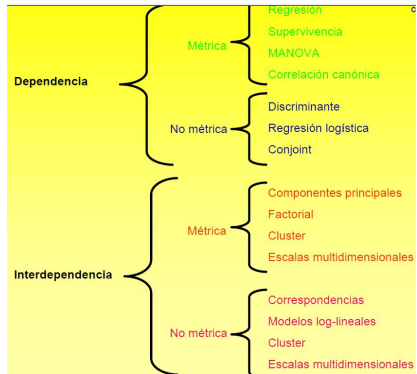 Regresión
Supervivencia
Métrica
MANOVA
Correlación canónica
Dependencia
Discriminante
No métrica
Regresión logística
Conjoint
Componentes principales
Factorial
Métrica
Cluster
Escalas multidimensionales
Interdependencia
Correspondencias
Modelos log-lineales
No métrica
Cluster
Escalas multidimensionales